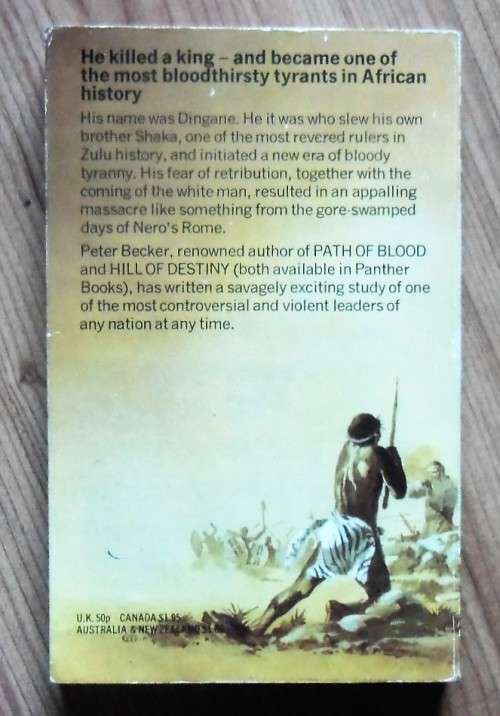 He killed a king – and became one of
the most bloodthirsty tyrants in African
history
His name was Dingane. He it was who slew his own
brother Shaka, one of the most revered rulers in
Zulu history, and initiated a new era of bloody
tyranny. His fear of retribution, together with the
coming of the white man, resulted in an appalling
massacre like something from the gore-swamped
days of Nero's Rome.
Peter Becker, renowned author of PATH OF BLOOD
and HILL OF DESTINY (both available in Panther
Books), has written a savagely exciting study of one
of the most controversial and violent leaders of
any nation at any time.
U.K. 50p CANADA $1.95
AUSTRALIA & NEW ZEALAND